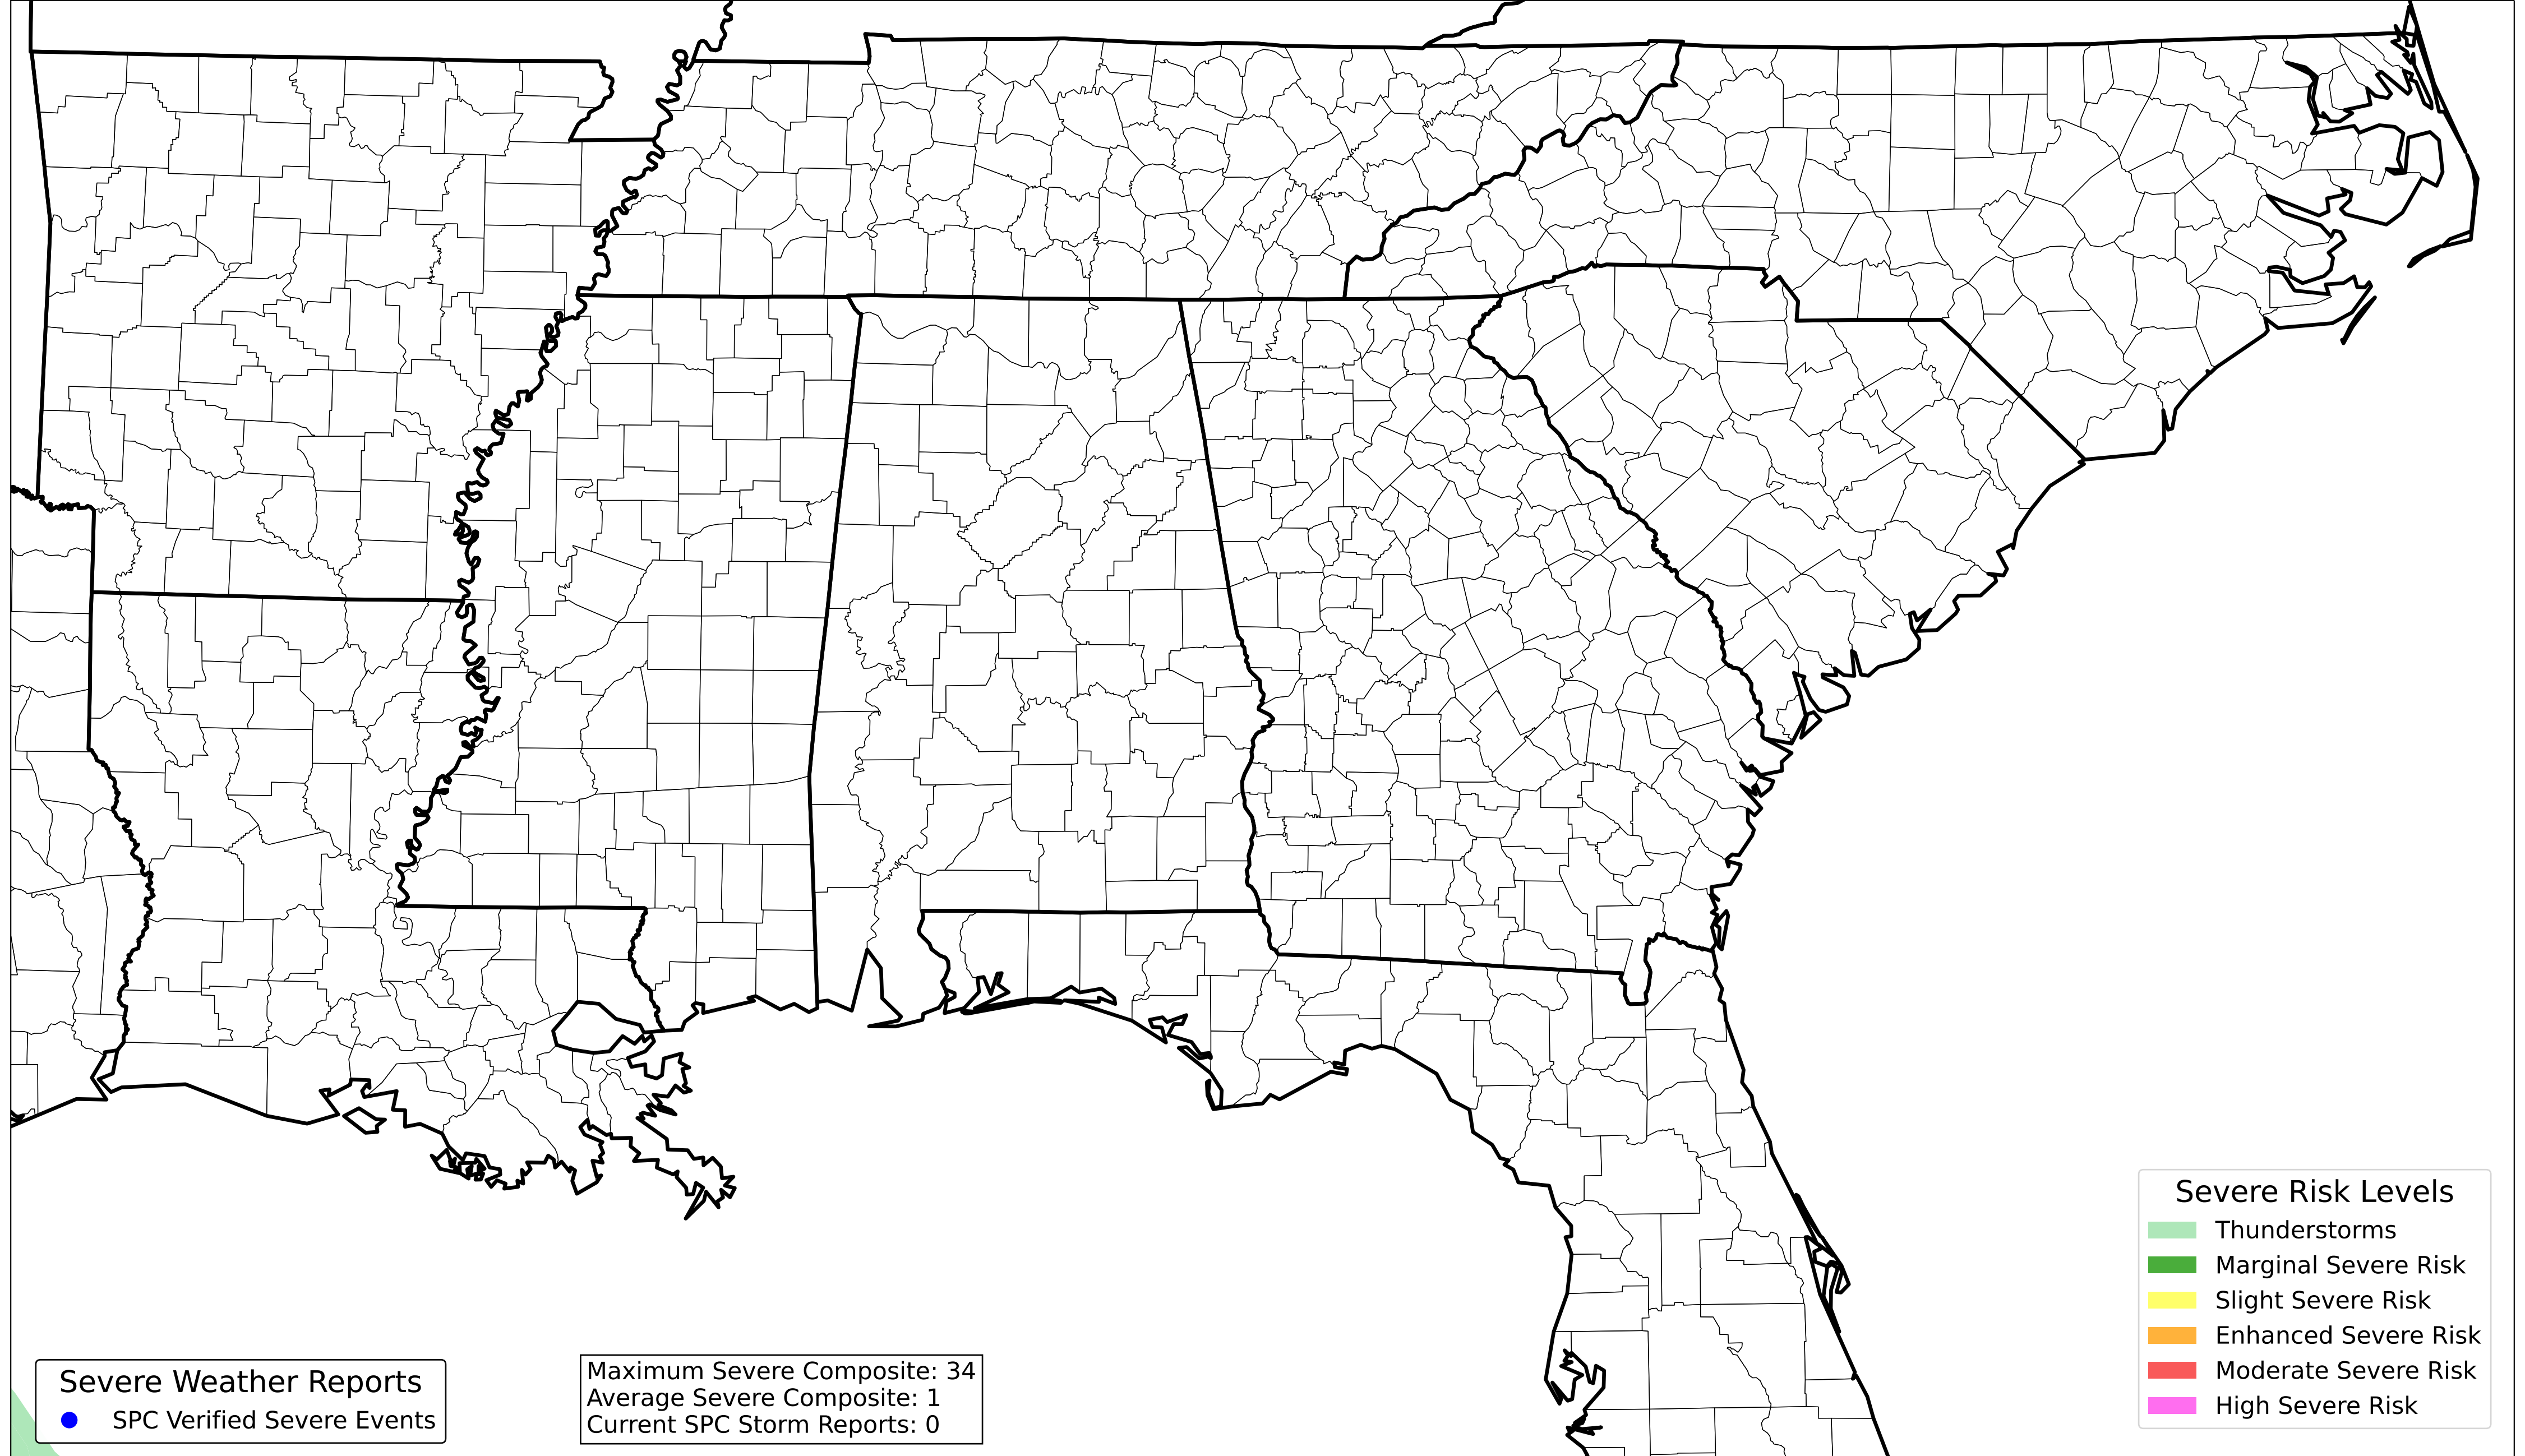 Severe Weather Reports
SPC Verified Severe Events
Maximum Severe Composite: 34
Average Severe Composite: 1
Current SPC Storm Reports: 0
Severe Risk Levels
Thunderstorms
Marginal Severe Risk
Slight Severe Risk
Enhanced Severe Risk
Moderate Severe Risk
High Severe Risk